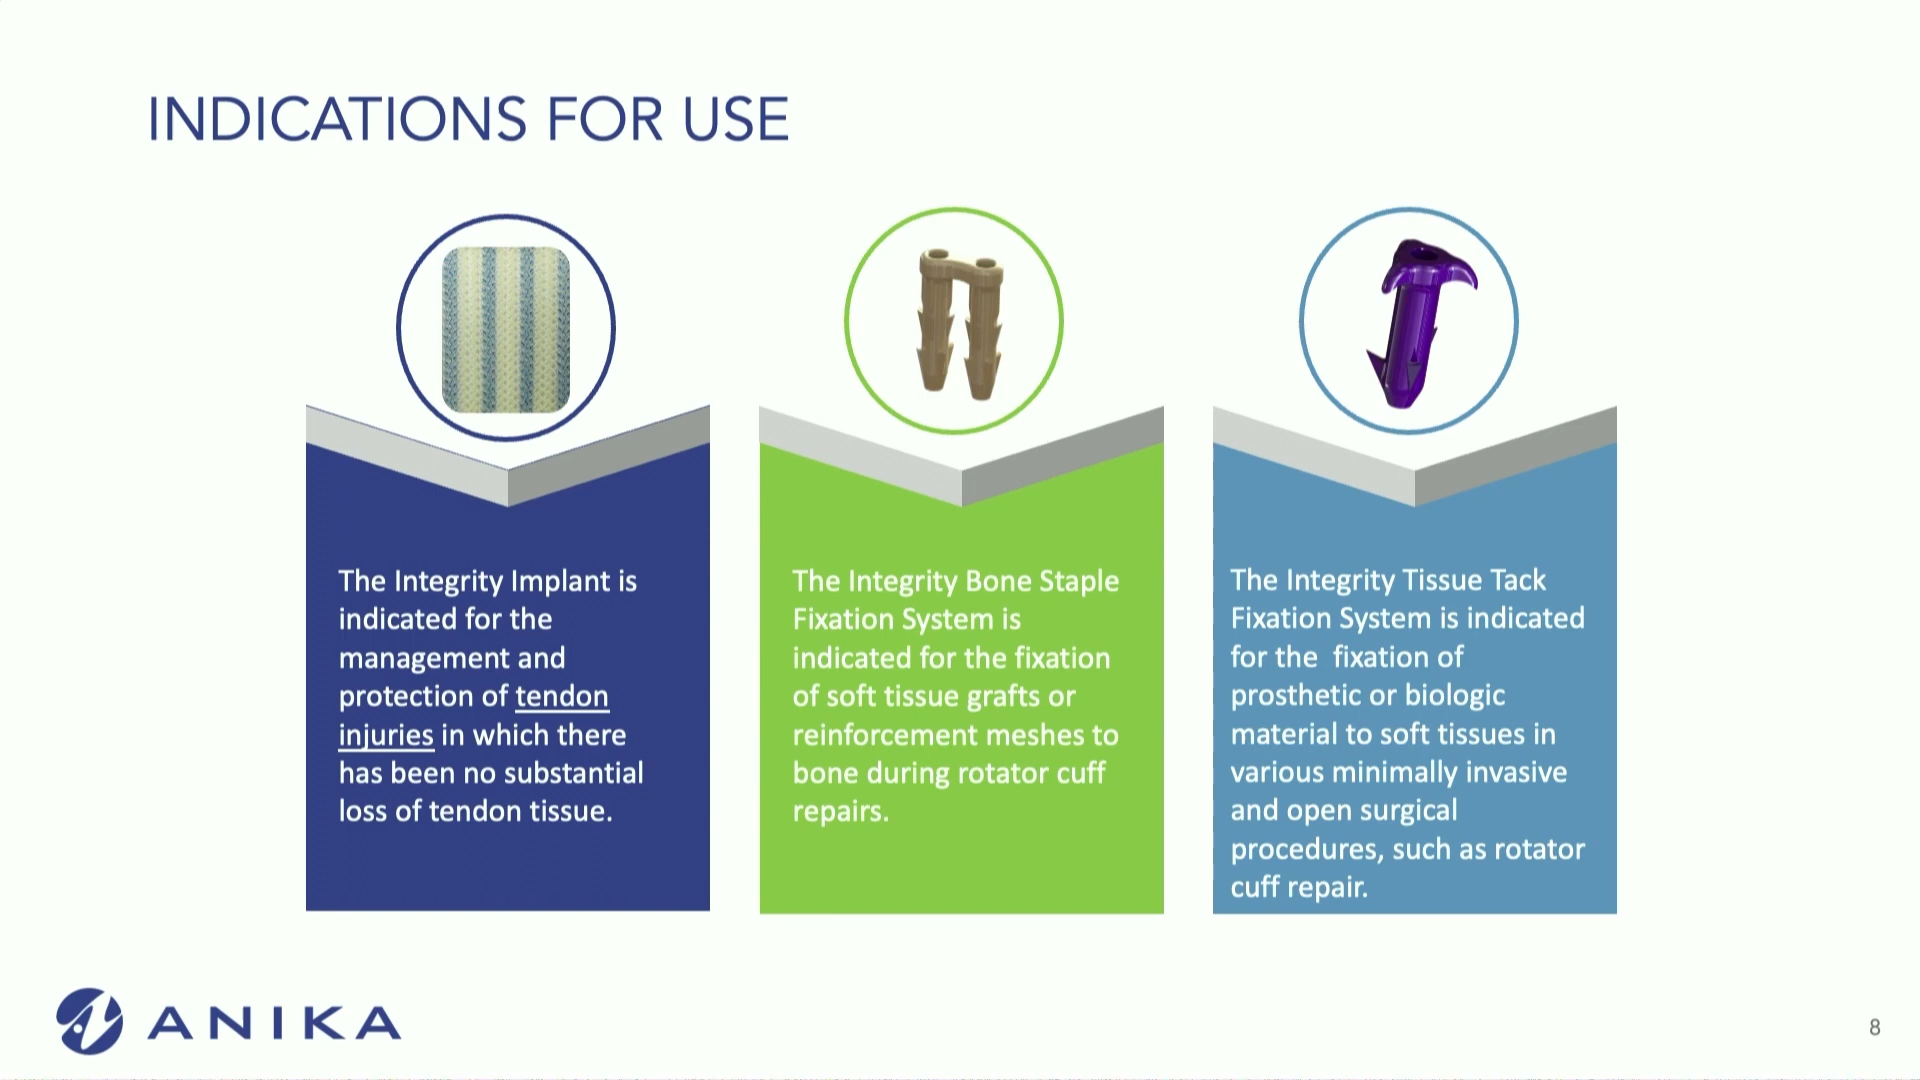 INDICATIONS FOR USE
The Integrity Implant is
indicated for the
management and
protection of tendon
injuries in which there
has been no substantial
loss of tendon tissue.
The Integrity Bone Staple
Fixation System is
indicated for the fixation
of soft tissue grafts or
reinforcement meshes to
bone during rotator cuff
repairs.
The Integrity Tissue Tack
Fixation System is indicated
for the  fixation of
prosthetic or biologic
material to soft tissues in
various minimally invasive
and open surgical
procedures, such as rotator
cuff repair.
ANIKA
8